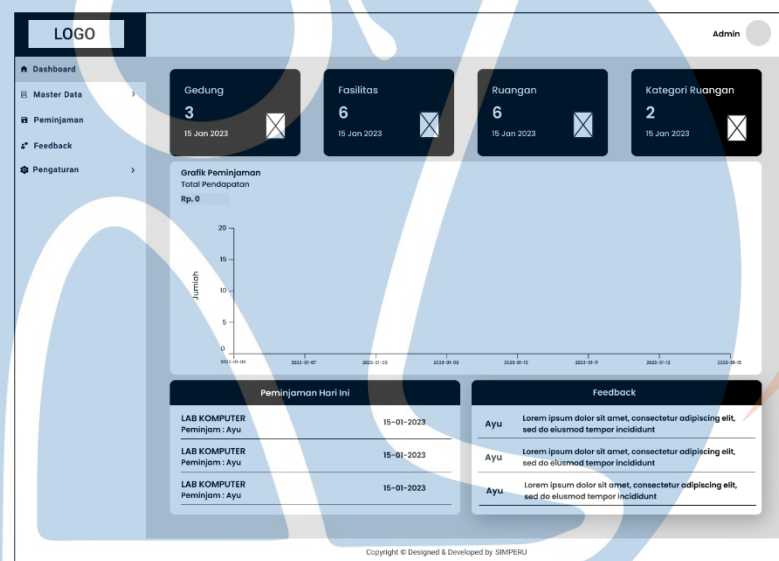 LOGO
Admin
Dashboard
Master Data
Peminjaman
Feedback
Pengaturan
Gedung
3
15 Jan 2023
Fasilitas
6
15 Jan 2023
Ruangan
6
15 Jan 2023
Kategori Ruangan
2
15 Jan 2023
Grafik Peminjaman
Total Pendapatan
Rp. 0
Jumlah
20
15
10
5
0
Peminjaman Hari Ini
LAB KOMPUTER
Peminjam : Ayu
15-01-2023
LAB KOMPUTER
Peminjam : Ayu
15-01-2023
LAB KOMPUTER
Peminjam : Ayu
15-01-2023
Feedback
Ayu
Lorem ipsum dolor sit amet, consectetur adipiscing elit,
sed do eiusmod tempor incididunt
Ayu
Lorem ipsum dolor sit amet, consectetur adipiscing elit,
sed do eiusmod tempor incididunt
Ayu
Lorem ipsum dolor sit amet, consectetur adipiscing elit,
sed do eiusmod tempor incididunt
Copyright © Designed & Developed by SIMPERU